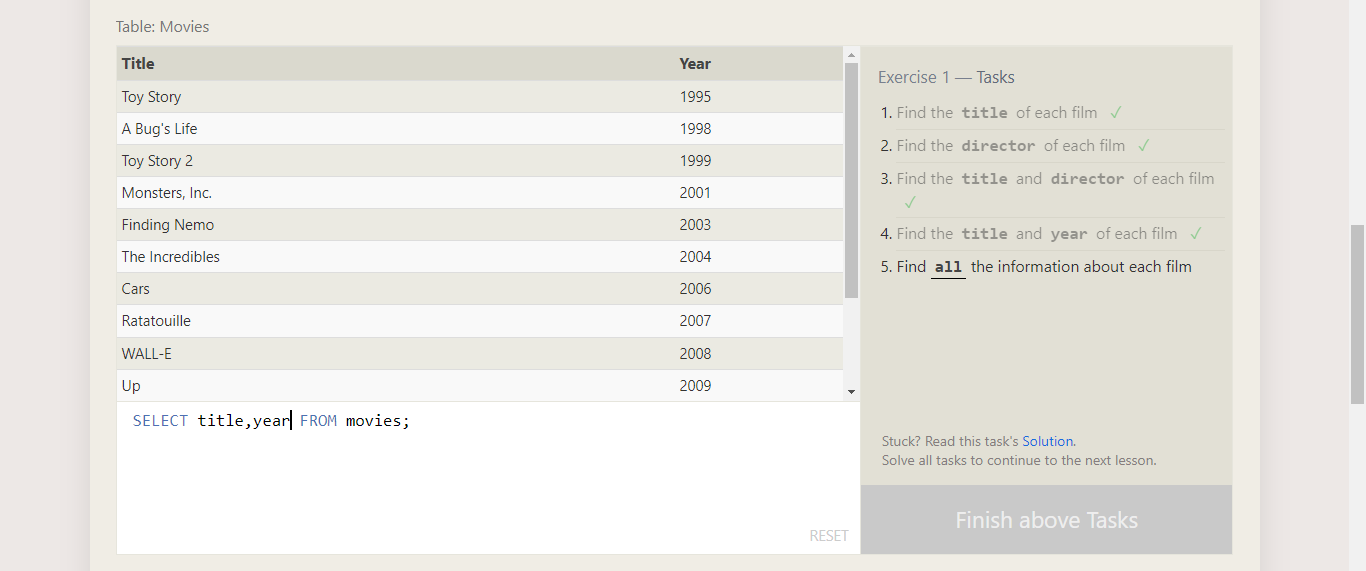 Table: Movies
Title Year
Toy Story 1995
A Bug's Life 1998
Toy Story 2 1999
Monsters, Inc. 2001
Finding Nemo 2003
The Incredibles 2004
Cars 2006
Ratatouille 2007
WALL-E 2008
Up 2009
SELECT title,year FROM movies;
RESET
Exercise 1 — Tasks
1. Find the title of each film ✓
2. Find the director of each film ✓
3. Find the title and director of each film
✓
4. Find the title and year of each film ✓
5. Find all the information about each film
Stuck? Read this task's Solution.
Solve all tasks to continue to the next lesson.
Finish above Tasks